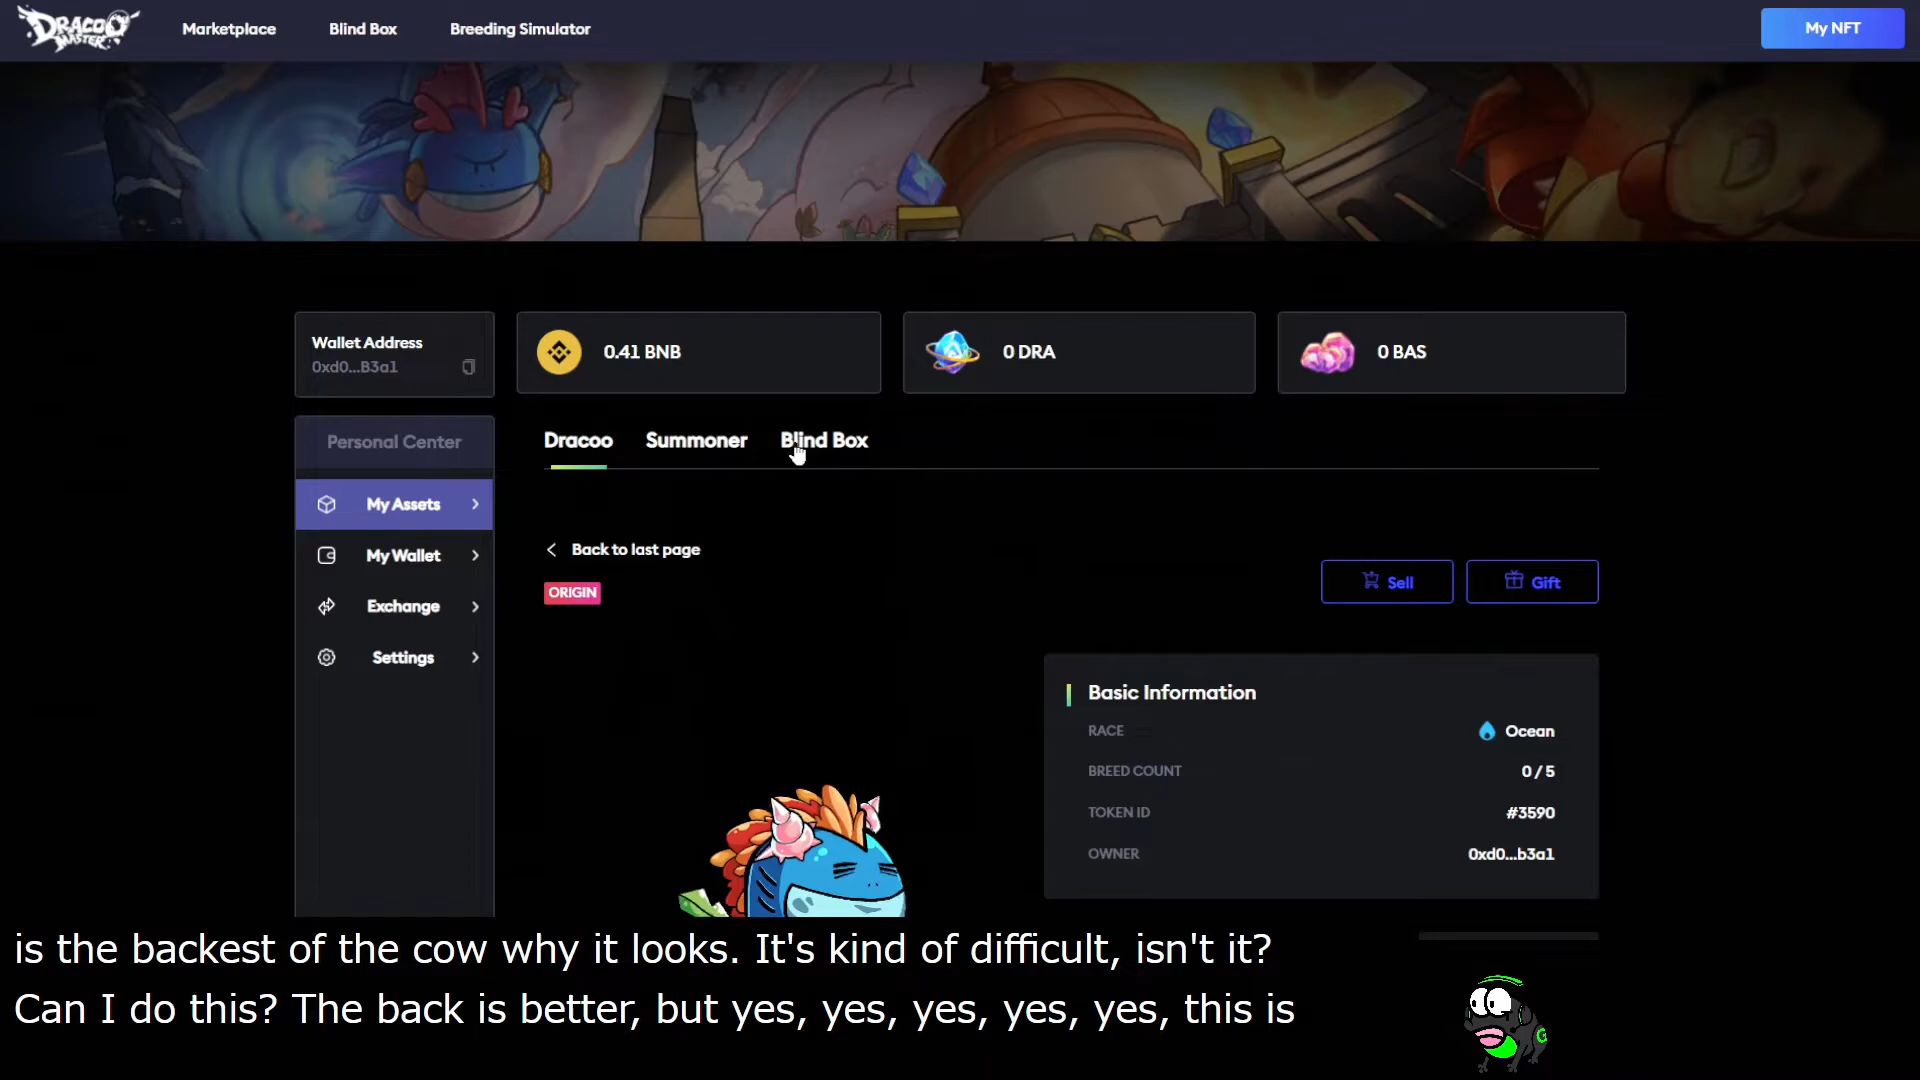 DRACOO
MASTER
Marketplace
Blind Box
Breeding Simulator
My NFT
Wallet Address
0xd0...B3a1
0.41 BNB
0 DRA
0 BAS
Personal Center
My Assets
My Wallet
Exchange
Settings
Dracoo
Summoner
Blind Box
Back to last page
ORIGIN
Sell
Gift
Basic Information
RACE
Ocean
BREED COUNT
0 / 5
TOKEN ID
#3590
OWNER
0xd0...b3a1
is the backest of the cow why it looks. It's kind of difficult, isn't it?
Can I do this? The back is better, but yes, yes, yes, yes, yes, this is